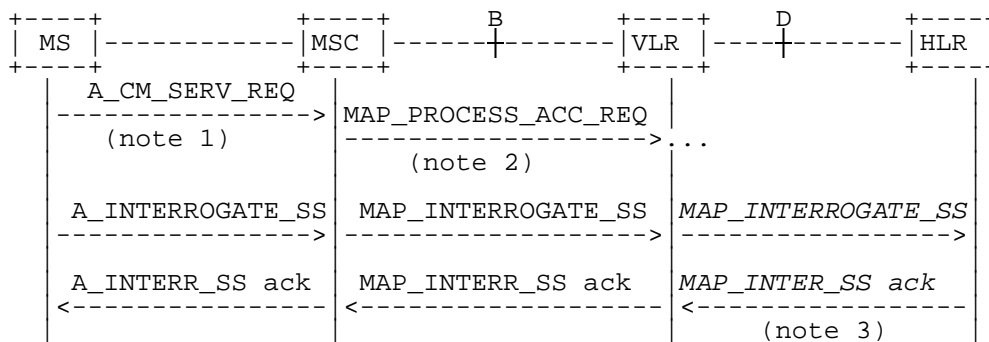 B D
MS MSC VLR HLR
A_CM_SERV_REQ
MAP_PROCESS_ACC_REQ
(note 1) ...
(note 2)
A_INTERROGATE_SS MAP_INTERROGATE_SS MAP_INTERROGATE_SS
A_INTERR_SS ack MAP_INTERR_SS ack MAP_INTER_SS ack
(note 3)